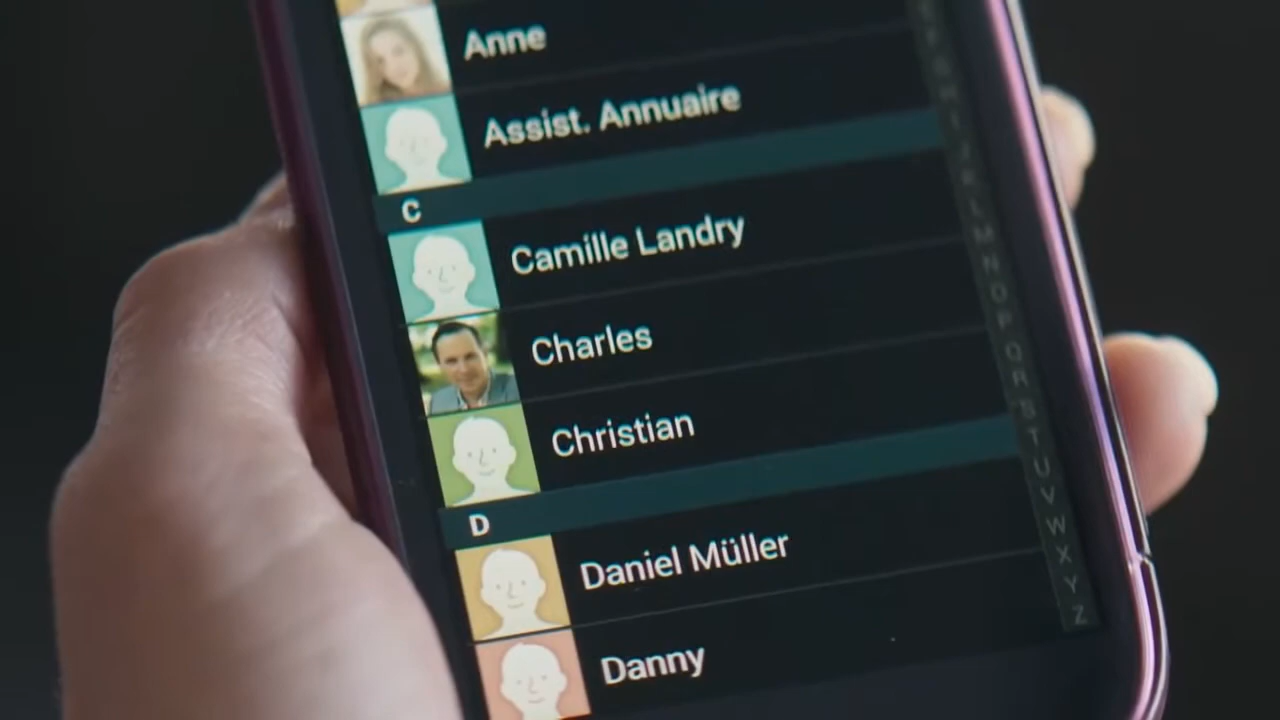 Anne
Assist. Annuaire
C
Camille Landry
Charles
Christian
D
Daniel Müller
Danny
M
N
O
P
Q
R
S
T
U
V
W
X
Y
Z